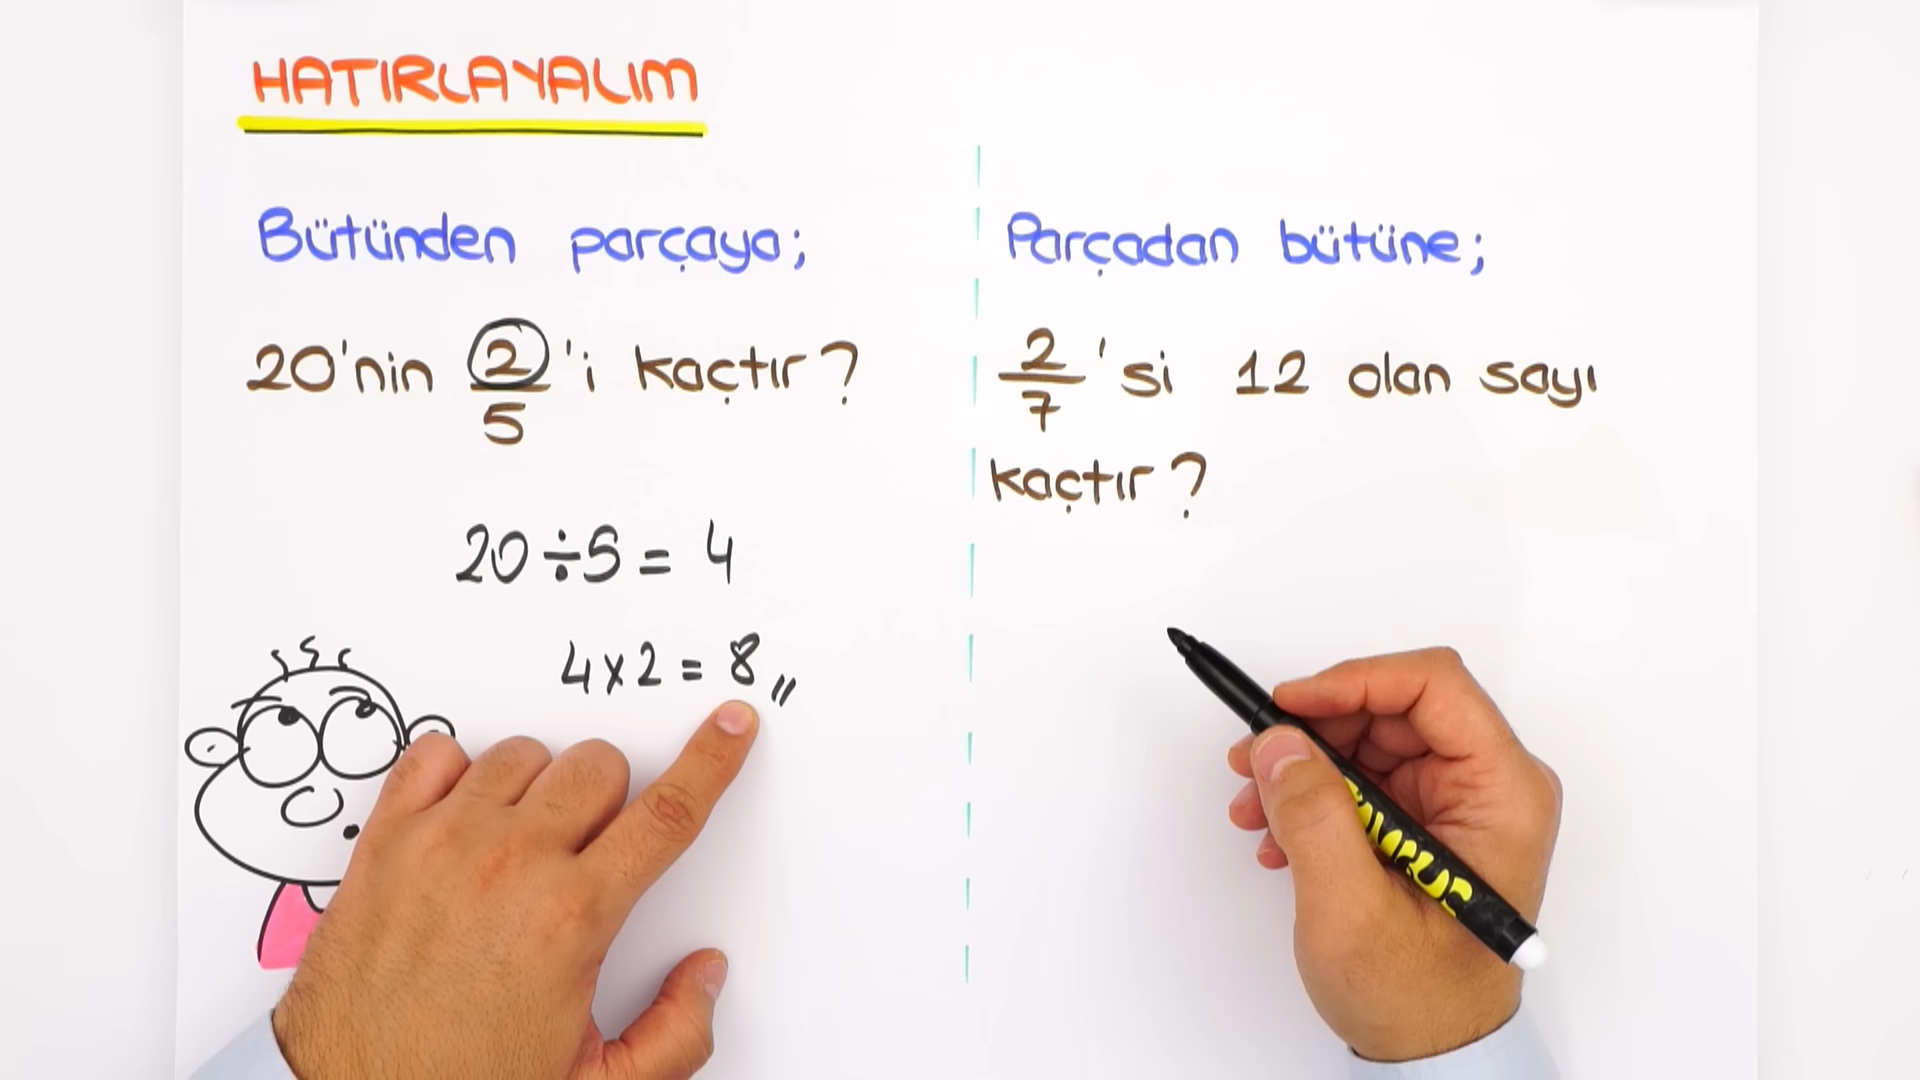 HATIRLAYALIM
Bütünden parçaya;
20'nin 2/5 'i kaçtır?
20÷5 = 4
4x2 = 8
Parçadan bütüne;
2/7 'si 12 olan sayı
kaçtır?